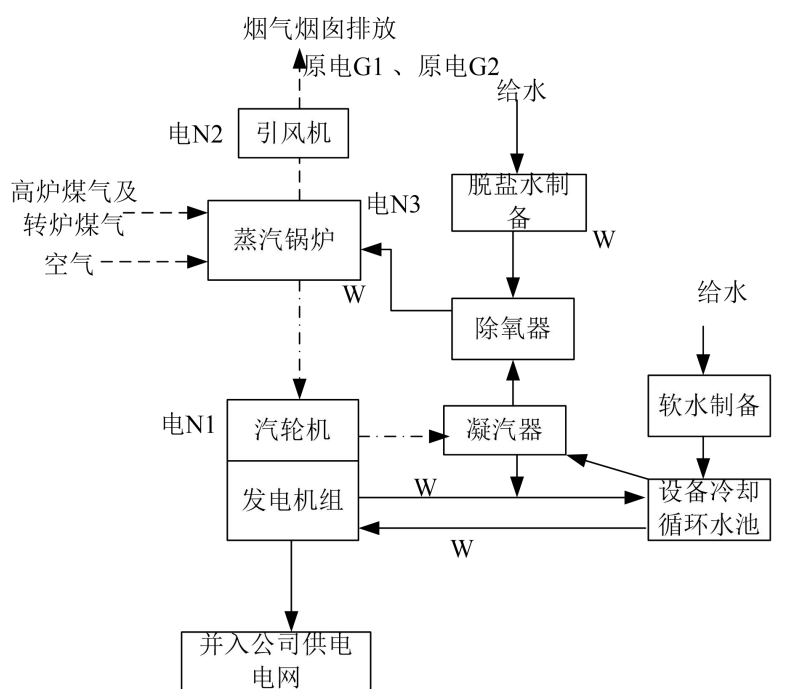 烟气烟囱排放
原电G1 、原电G2
给水
电N2
引风机
脱盐水制
备
W
高炉煤气及
转炉煤气
空气
电N3
蒸汽锅炉
W
给水
除氧器
软水制备
电N1
汽轮机
凝汽器
发电机组
W
设备冷却
循环水池
W
并入公司供电
电网